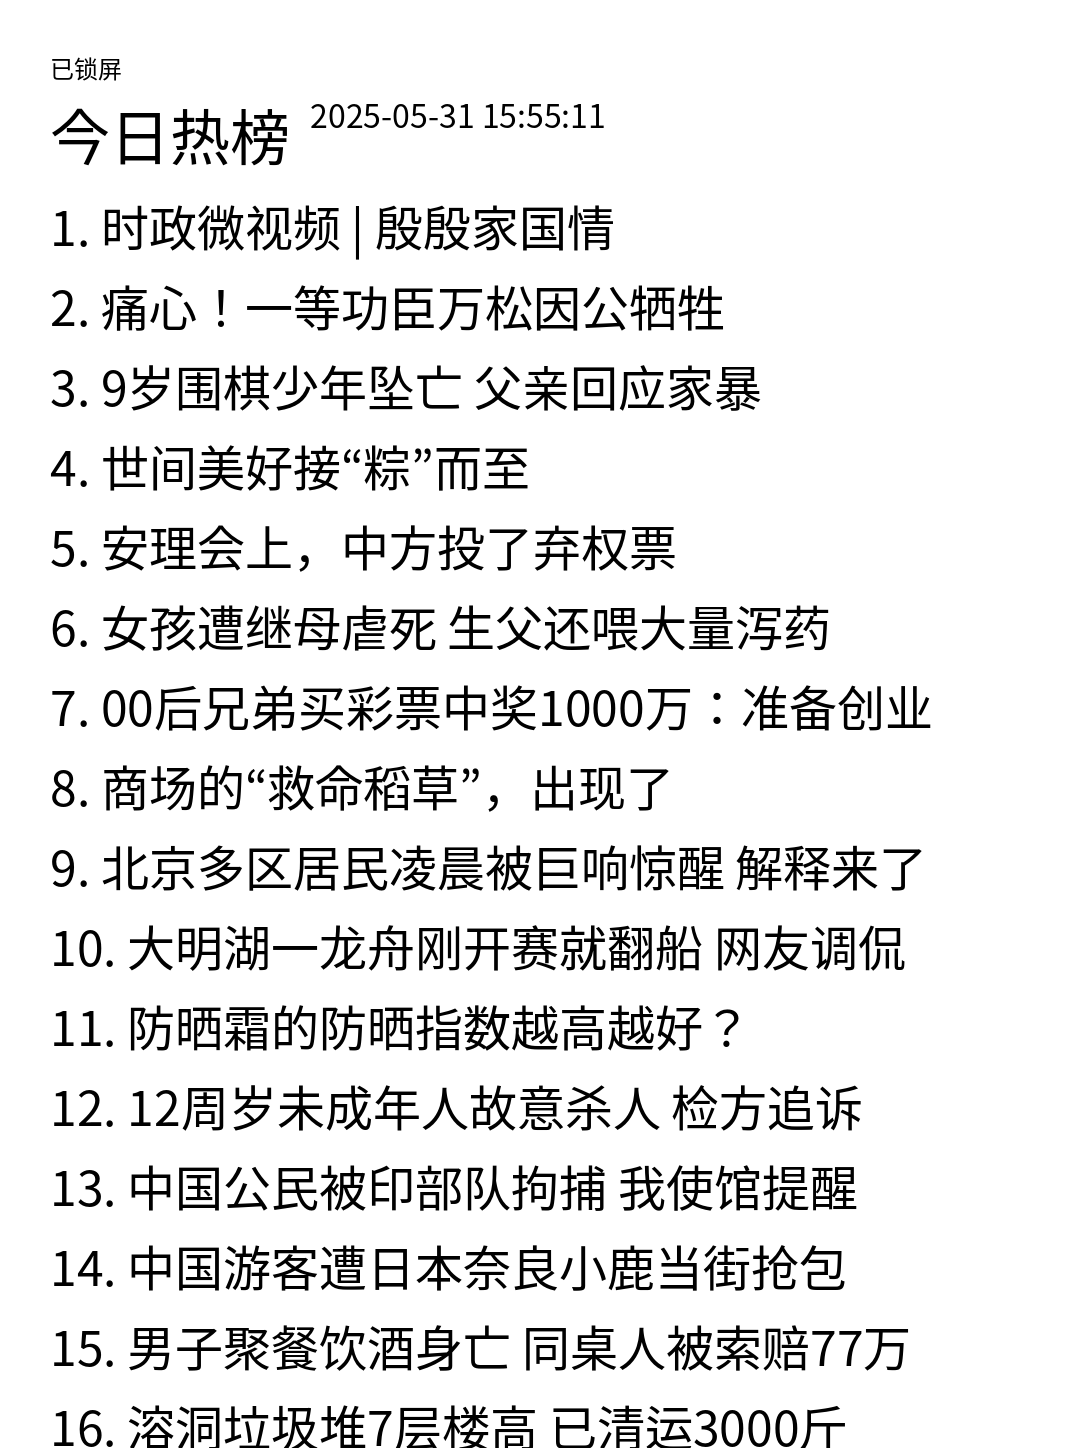 已锁屏
今日热榜 2025-05-31 15:55:11
1. 时政微视频 | 殷殷家国情
2. 痛心！一等功臣万松因公牺牲
3. 9岁围棋少年坠亡 父亲回应家暴
4. 世间美好接“粽”而至
5. 安理会上，中方投了弃权票
6. 女孩遭继母虐死 生父还喂大量泻药
7. 00后兄弟买彩票中奖1000万：准备创业
8. 商场的“救命稻草”，出现了
9. 北京多区居民凌晨被巨响惊醒 解释来了
10. 大明湖一龙舟刚开赛就翻船 网友调侃
11. 防晒霜的防晒指数越高越好？
12. 12周岁未成年人故意杀人 检方追诉
13. 中国公民被印部队拘捕 我使馆提醒
14. 中国游客遭日本奈良小鹿当街抢包
15. 男子聚餐饮酒身亡 同桌人被索赔77万
16. 溶洞垃圾堆7层楼高 已清运3000斤